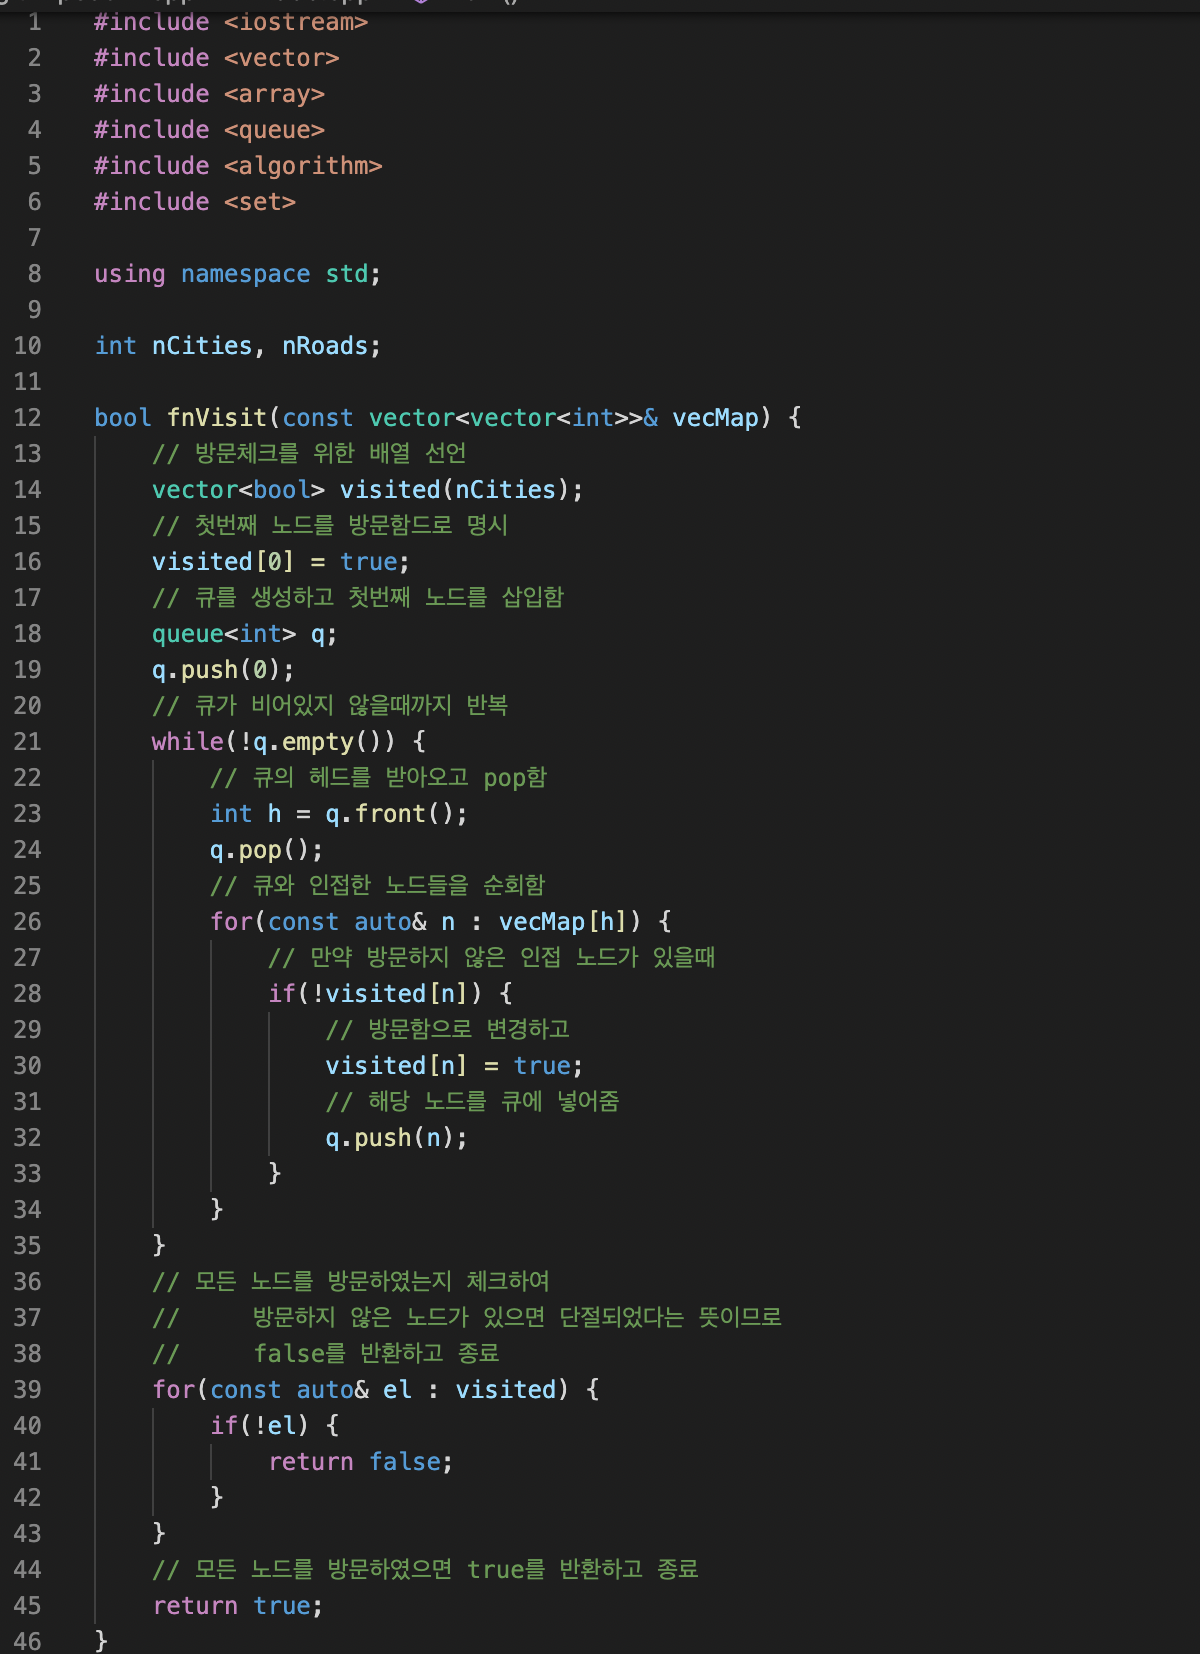 1 #include <iostream>
2 #include <vector>
3 #include <array>
4 #include <queue>
5 #include <algorithm>
6 #include <set>
7
8 using namespace std;
9
10 int nCities, nRoads;
11
12 bool fnVisit(const vector<vector<int>>& vecMap) {
13 // 방문체크를 위한 배열 선언
14 vector<bool> visited(nCities);
15 // 첫번째 노드를 방문함드로 명시
16 visited[0] = true;
17 // 큐를 생성하고 첫번째 노드를 삽입함
18 queue<int> q;
19 q.push(0);
20 // 큐가 비어있지 않을때까지 반복
21 while(!q.empty()) {
22 // 큐의 헤드를 받아오고 pop함
23 int h = q.front();
24 q.pop();
25 // 큐와 인접한 노드들을 순회함
26 for(const auto& n : vecMap[h]) {
27 // 만약 방문하지 않은 인접 노드가 있을때
28 if(!visited[n]) {
29 // 방문함으로 변경하고
30 visited[n] = true;
31 // 해당 노드를 큐에 넣어줌
32 q.push(n);
33 }
34 }
35 }
36 // 모든 노드를 방문하였는지 체크하여
37 // 방문하지 않은 노드가 있으면 단절되었다는 뜻이므로
38 // false를 반환하고 종료
39 for(const auto& el : visited) {
40 if(!el) {
41 return false;
42 }
43 }
44 // 모든 노드를 방문하였으면 true를 반환하고 종료
45 return true;
46 }